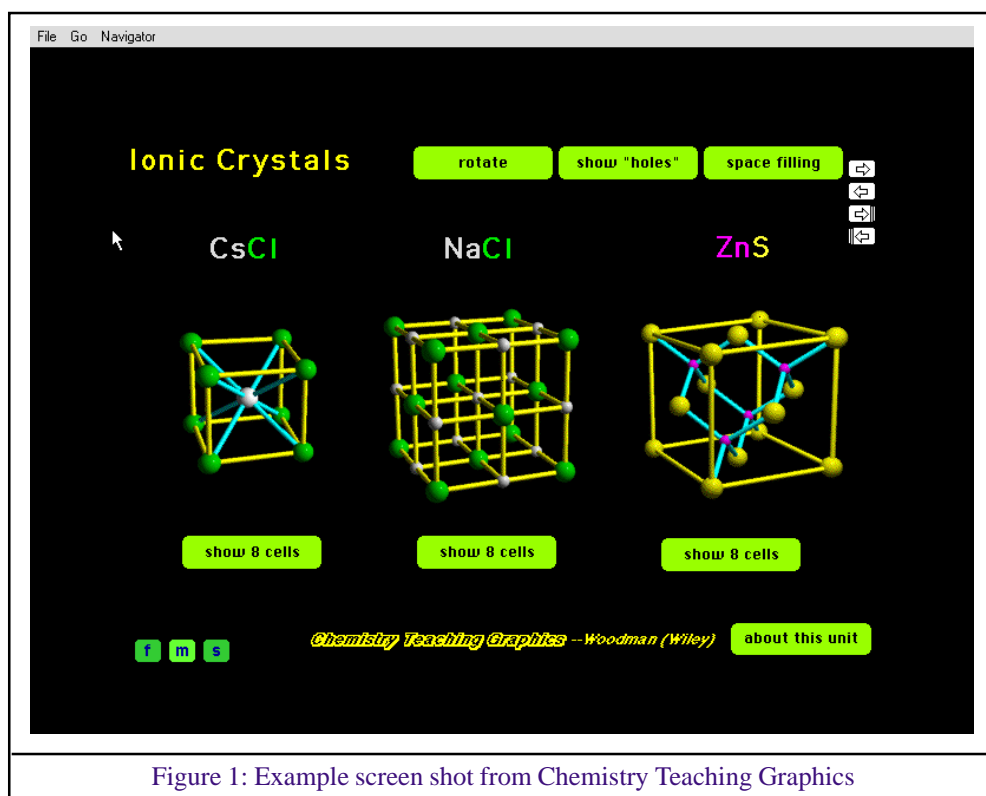 File Go Navigator
Ionic Crystals
rotate
show "holes"
space filling
CsCl
NaCl
ZnS
show 8 cells
show 8 cells
show 8 cells
f m s
Chemistry Teaching Graphics --Woodman (Wiley)
about this unit
Figure 1: Example screen shot from Chemistry Teaching Graphics